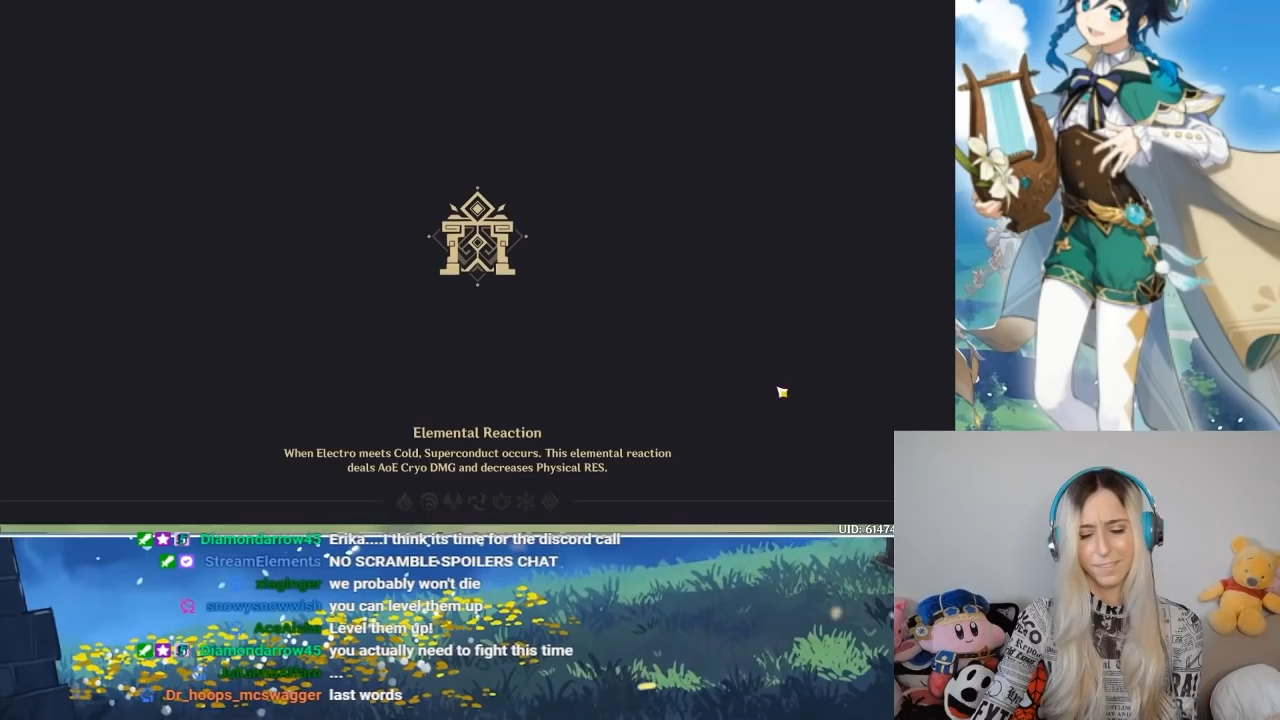 Elemental Reaction
When Electro meets Cold, Superconduct occurs. This elemental reaction
deals AoE Cryo DMG and decreases Physical RES.
UID: 61474
Diamondarrow45 Erika....i think its time for the discord call
StreamElements NO SCRAMBLE SPOILERS CHAT
we probably won't die
snowysnowwish you can level them up
Level them up!
Diamondarrow45 you actually need to fight this time
...
Dr_hoops_mcswagger last words